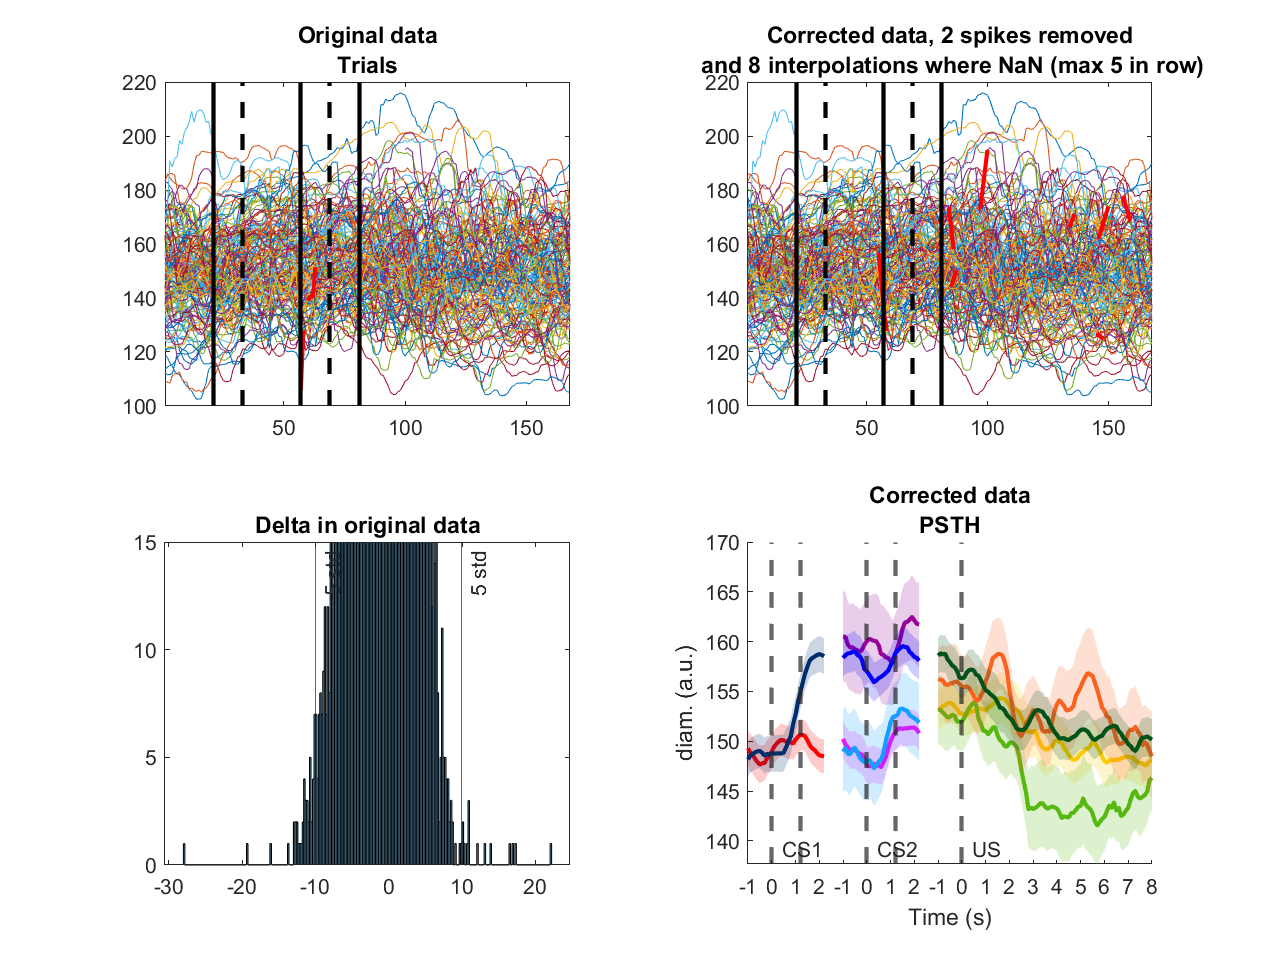 Original data
Trials
220
200
180
160
140
120
100
50
100
150
Corrected data, 2 spikes removed
and 8 interpolations where NaN (max 5 in row)
220
200
180
160
140
120
100
50
100
150
Delta in original data
15
10
5
0
5 std
5 std
-30
-20
-10
0
10
20
Corrected data
PSTH
170
165
160
155
150
145
140
diam. (a.u.)
CS1
CS2
US
-1 0 1 2 -1 0 1 2 -1 0 1 2 3 4 5 6 7 8
Time (s)